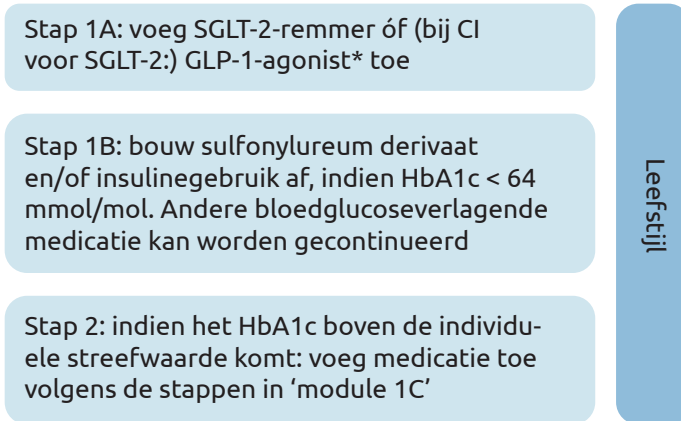 Stap 1A: voeg SGLT-2-remmer óf (bij CI
voor SGLT-2:) GLP-1-agonist* toe
Stap 1B: bouw sulfonylureum derivaat
en/of insulinegebruik af, indien HbA1c < 64
mmol/mol. Andere bloedglucoseverlagende
medicatie kan worden gecontinueerd
Stap 2: indien het HbA1c boven de individu-
ele streefwaarde komt: voeg medicatie toe
volgens de stappen in ‘module 1C’
Leefstijl